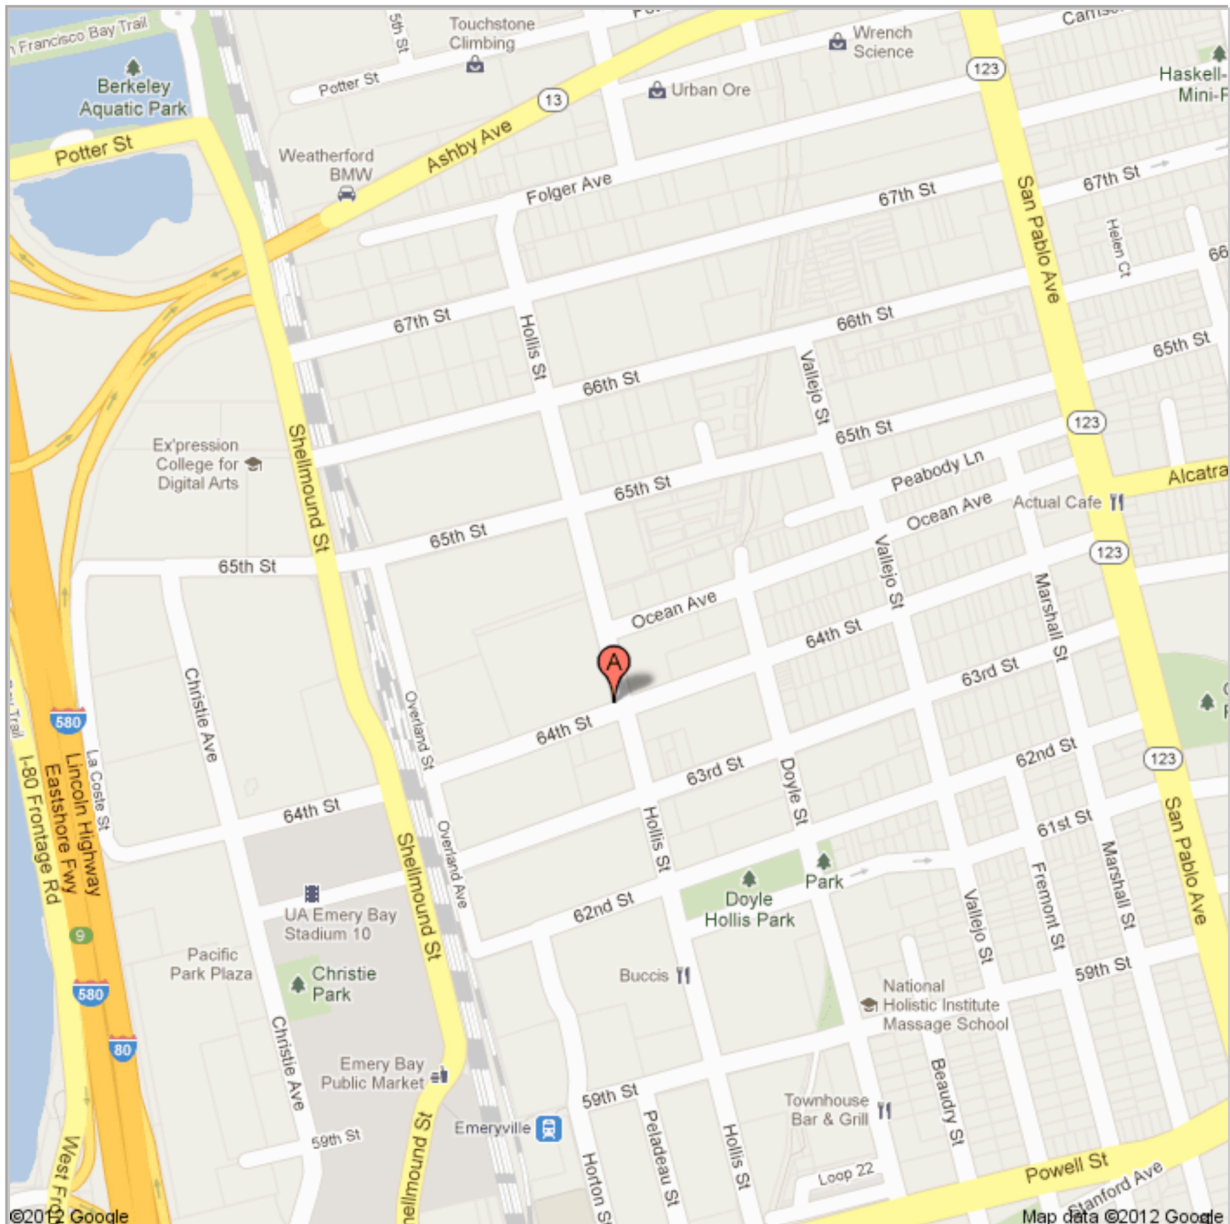 n Francisco Bay Trail
5th St
Touchstone
Climbing
Wrench
Science
Berkeley
Aquatic Park
Potter St
Urban Ore
13
123
Haskell-
Mini-F
Potter St
Ashby Ave
Weatherford
BMW
Folger Ave
67th St
67th St
San Pablo Ave
Helen Ct
66
67th St
Hollis St
66th St
65th St
66th St
Vallejo St
Ex'pression
College for
Digital Arts
Shellmound St
65th St
123
Peabody Ln
Alcatra
65th St
Ocean Ave
Actual Cafe
65th St
65th St
Vallejo St
123
Marshall St
Ocean Ave
64th St
A
63rd St
Christie Ave
Overland St
580
64th St
62nd St
123
I-80 Frontage Rd
Eastshore Fwy
Lincoln Highway
La Coste St
63rd St
Doyle St
64th St
Hollis St
61st St
San Pablo Ave
Shellmound St
Overland Ave
Park
Doyle
Hollis Park
Fremont St
Marshall St
UA Emery Bay
Stadium 10
62nd St
Vallejo St
9
Pacific
Park Plaza
Christie
Park
Buccis
59th St
580
National
Holistic Institute
Massage School
80
Christie Ave
Emery Bay
Public Market
59th St
Beaudry St
Townhouse
Bar & Grill
Emeryville
59th St
Peladeau St
Hollis St
Horton St
Loop 22
Powell St
Stanford Ave
West Fro
hellmound St
©2012 Google
Map data ©2012 Google